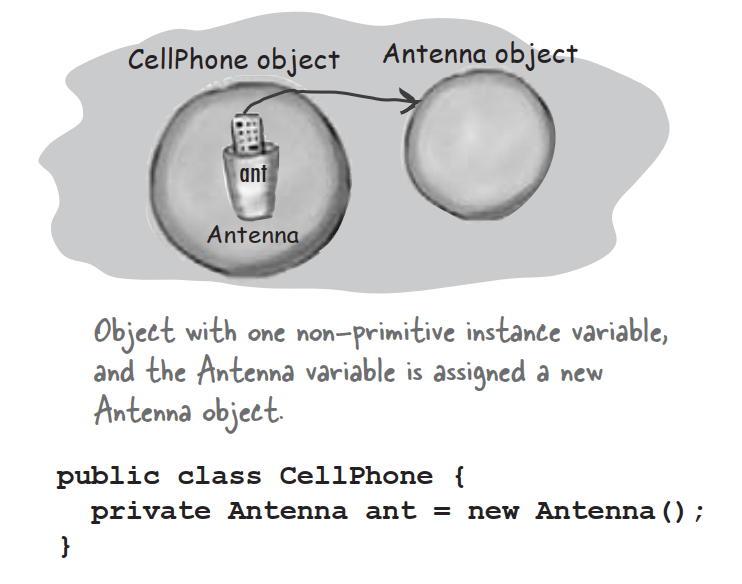 CellPhone object
Antenna object
ant
Antenna
Object with one non-primitive instance variable,
and the Antenna variable is assigned a new
Antenna object.
public class CellPhone {
  private Antenna ant = new Antenna();
}